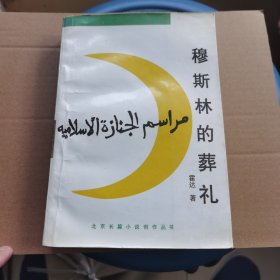 穆斯林的葬礼
霍达 著
مراسم الجنازة الاسلامية
北京长篇小说创作丛书